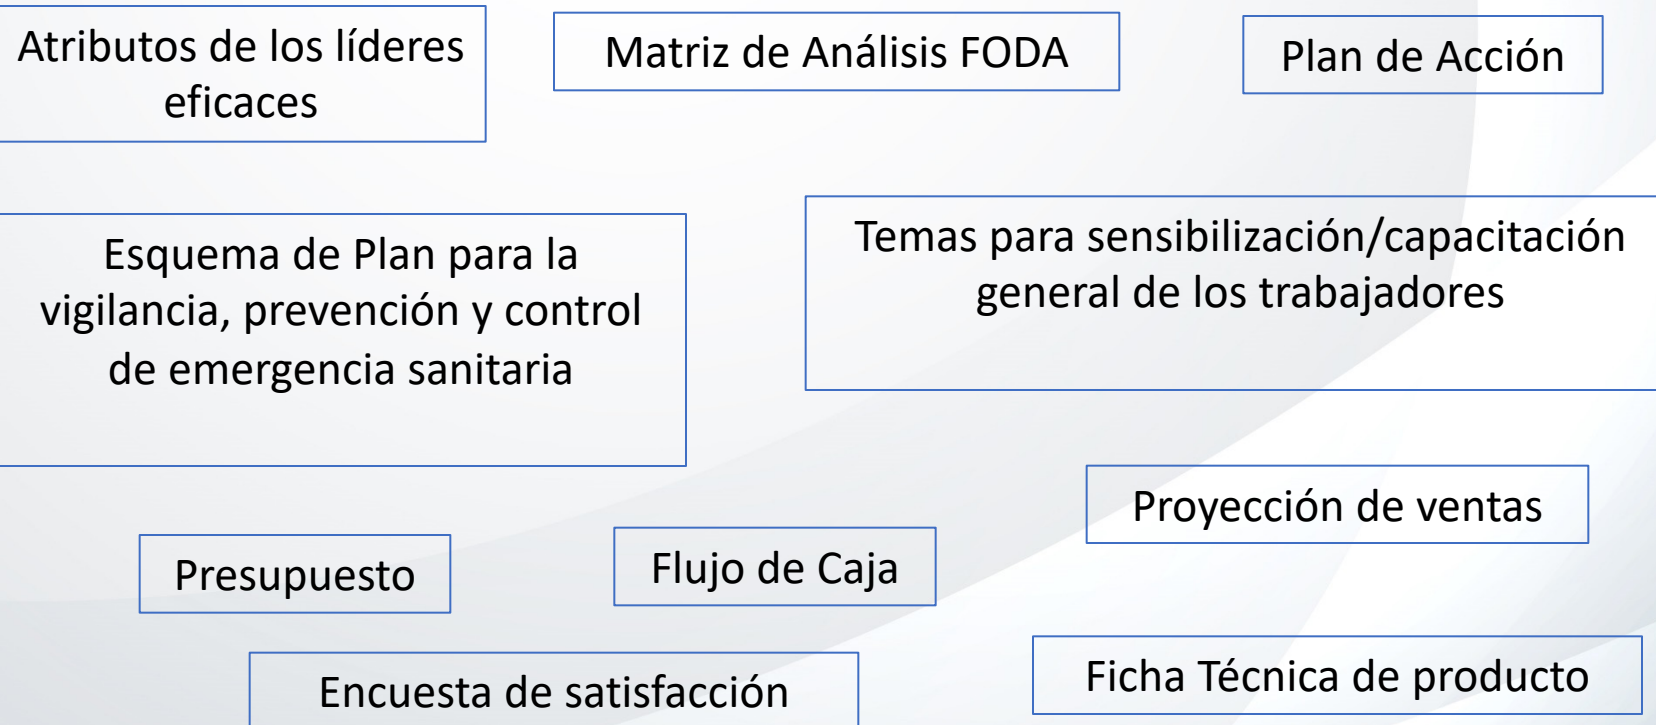 Atributos de los líderes
eficaces
Matriz de Análisis FODA
Plan de Acción
Esquema de Plan para la
vigilancia, prevención y control
de emergencia sanitaria
Temas para sensibilización/capacitación
general de los trabajadores
Proyección de ventas
Presupuesto
Flujo de Caja
Encuesta de satisfacción
Ficha Técnica de producto